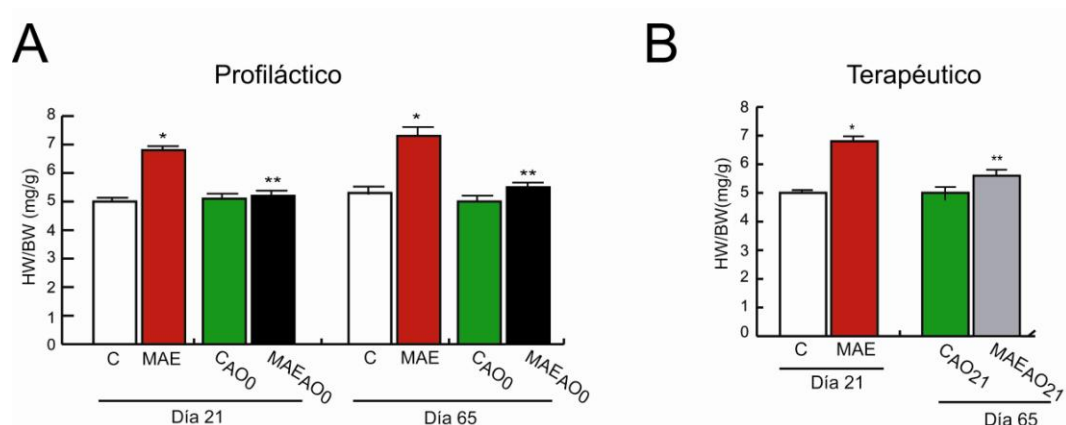 A
Profiláctico
HW/BW (mg/g)
8
7
6
5
4
3
2
1
0
*
**
*
**
C MAE CAO0 MAEAO0 C MAE CAO0 MAEAO0
Día 21 Día 65
B
Terapéutico
HW/BW(mg/g)
8
7
6
5
4
3
2
1
0
*
**
C MAE CAO21 MAEAO21
Día 21
Día 65